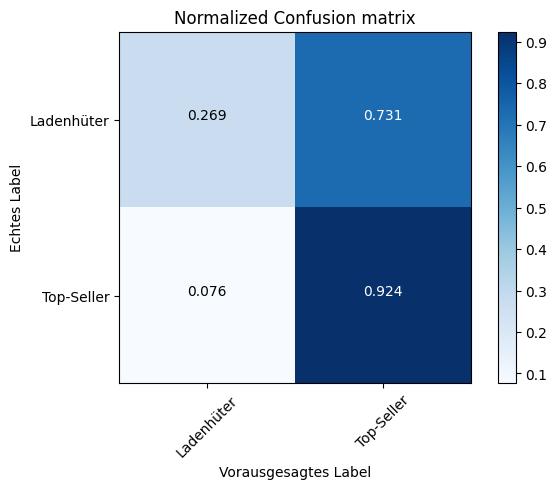 Normalized Confusion matrix
Echtes Label
Ladenhüter
0.269 0.731
Top-Seller
0.076 0.924
Ladenhüter Top-Seller
Vorausgesagtes Label
0.9
0.8
0.7
0.6
0.5
0.4
0.3
0.2
0.1